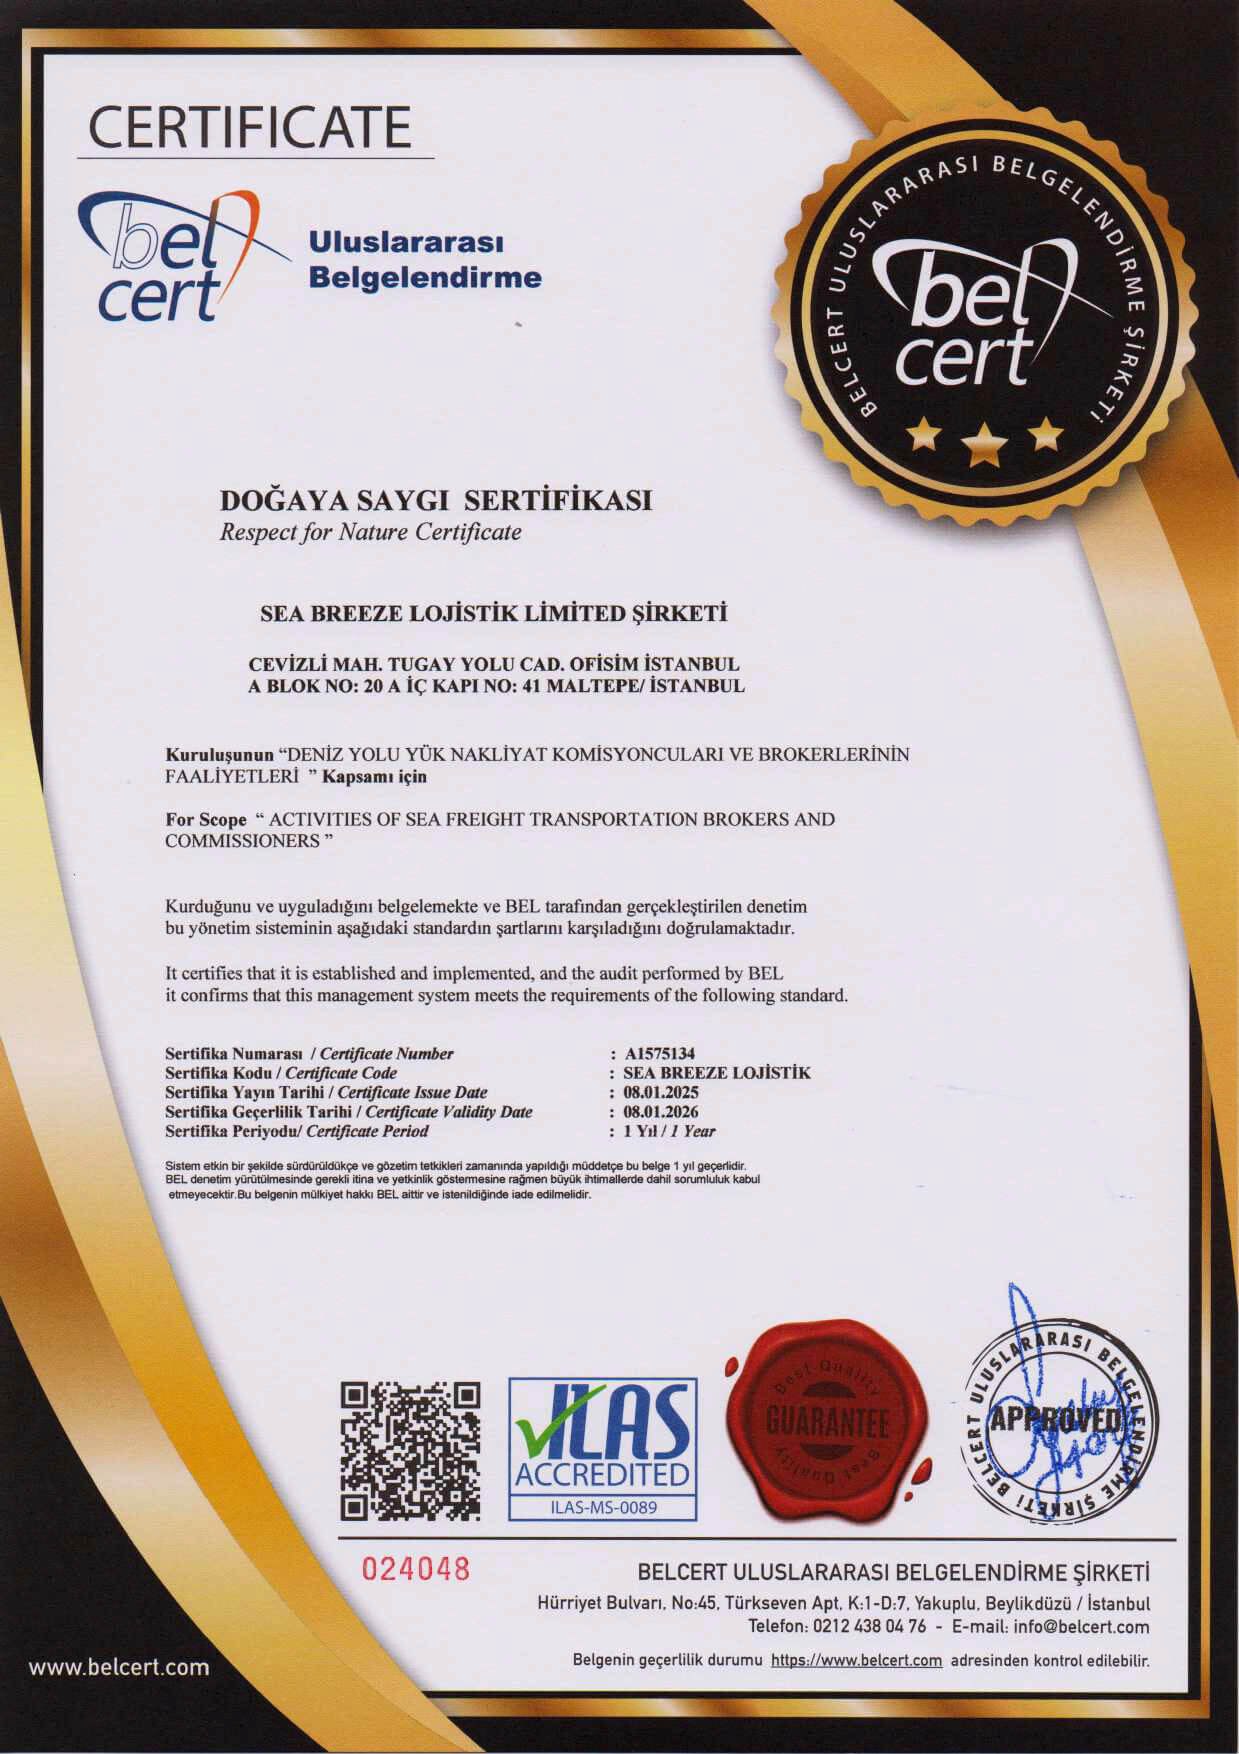 CERTIFICATE
bel
cert
Uluslararası
Belgelendirme
BELCERT ULUSLARARASI BELGELENDİRME ŞİRKETİ
bel
cert
DOĞAYA SAYGI SERTİFİKASI
Respect for Nature Certificate
SEA BREEZE LOJİSTİK LİMİTED ŞİRKETİ
CEVİZLİ MAH. TUGAY YOLU CAD. OFİSİM İSTANBUL
A BLOK NO: 20 A İÇ KAPI NO: 41 MALTEPE/ İSTANBUL
Kuruluşunun “DENİZ YOLU YÜK NAKLİYAT KOMİSYONCULARI VE BROKERLERİNİN
FAALİYETLERİ ” Kapsamı için
For Scope “ ACTIVITIES OF SEA FREIGHT TRANSPORTATION BROKERS AND
COMMISSIONERS ”
Kurduğunu ve uyguladığını belgelemekte ve BEL tarafından gerçekleştirilen denetim
bu yönetim sisteminin aşağıdaki standardın şartlarını karşıladığını doğrulamaktadır.
It certifies that it is established and implemented, and the audit performed by BEL
it confirms that this management system meets the requirements of the following standard.
Sertifika Numarası / Certificate Number : A1575134
Sertifika Kodu / Certificate Code : SEA BREEZE LOJİSTİK
Sertifika Yayın Tarihi / Certificate Issue Date : 08.01.2025
Sertifika Geçerlilik Tarihi / Certificate Validity Date : 08.01.2026
Sertifika Periyodu/ Certificate Period : 1 Yıl / 1 Year
Sistem etkin bir şekilde sürdürüldükçe ve gözetim tetkikleri zamanında yapıldığı müddetçe bu belge 1 yıl geçerlidir.
BEL denetim yürütülmesinde gerekli itina ve yetkinlik göstermesine rağmen büyük ihtimallerde dahil sorumluluk kabul
etmeyecektir.Bu belgenin mülkiyet hakkı BEL aittir ve istenildiğinde iade edilmelidir.
ILAS
ACCREDITED
ILAS-MS-0089
Best Quality
GUARANTEE
Best Quality
BELCERT ULUSLARARASI BELGELENDİRME ŞİRKETİ
APPROVED
024048
BELCERT ULUSLARARASI BELGELENDİRME ŞİRKETİ
Hürriyet Bulvarı, No:45, Türkseven Apt, K:1-D:7, Yakuplu, Beylikdüzü / İstanbul
Telefon: 0212 438 04 76 - E-mail: info@belcert.com
Belgenin geçerlilik durumu https://www.belcert.com adresinden kontrol edilebilir.
www.belcert.com